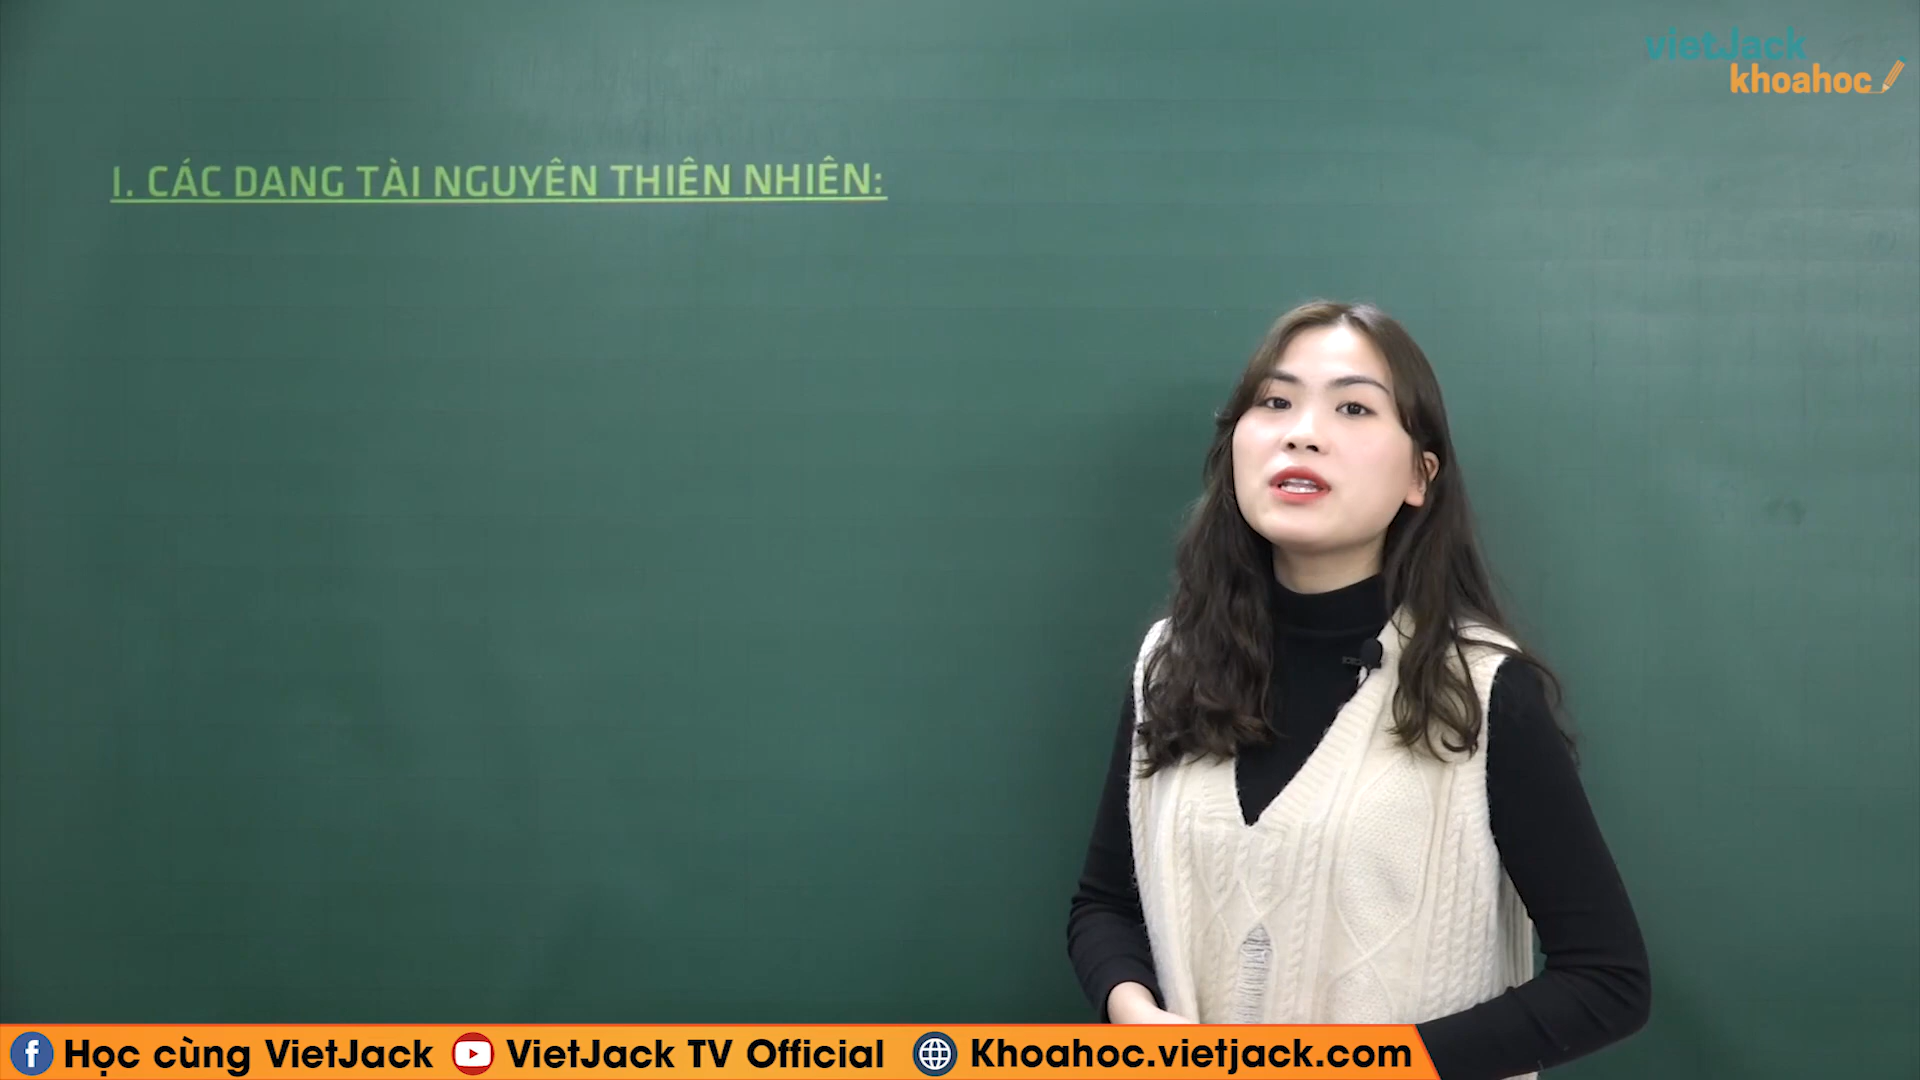 vietJack
khoahoc
I. CÁC DẠNG TÀI NGUYÊN THIÊN NHIÊN:
Học cùng VietJack VietJack TV Official Khoahoc.vietjack.com